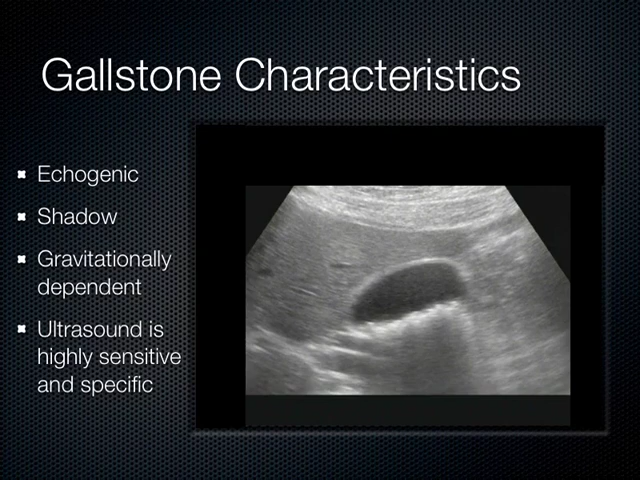 Gallstone Characteristics
Echogenic
Shadow
Gravitationally
dependent
Ultrasound is
highly sensitive
and specific